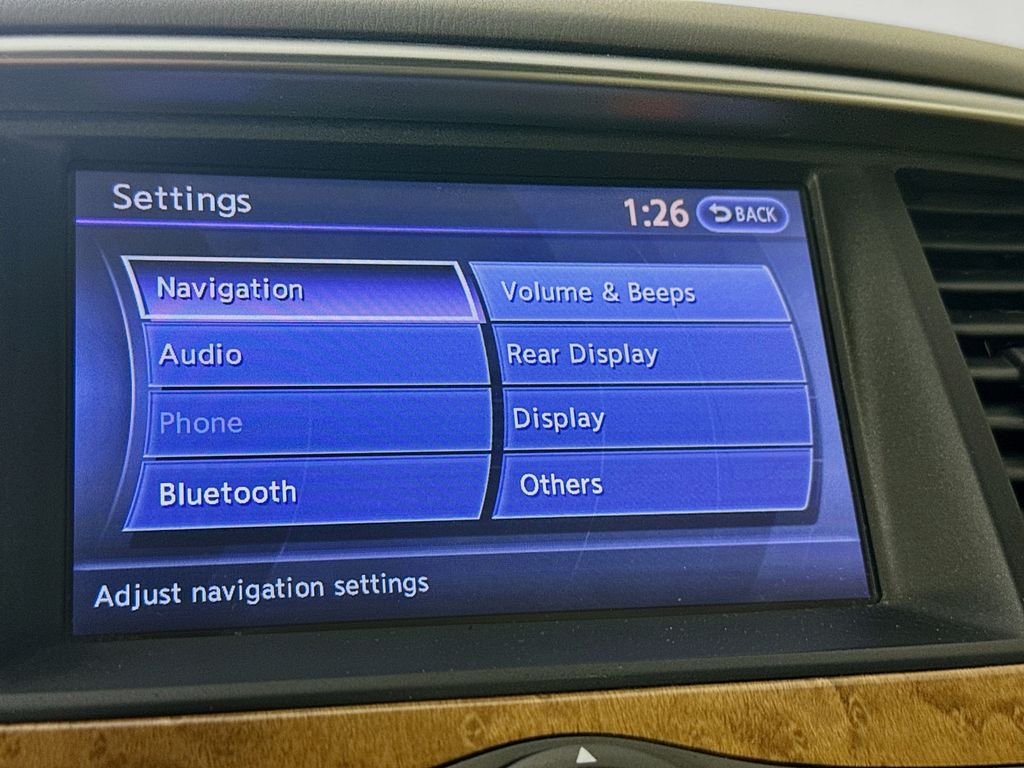 Settings
1:26
BACK
Navigation
Volume & Beeps
Audio
Rear Display
Phone
Display
Bluetooth
Others
Adjust navigation settings